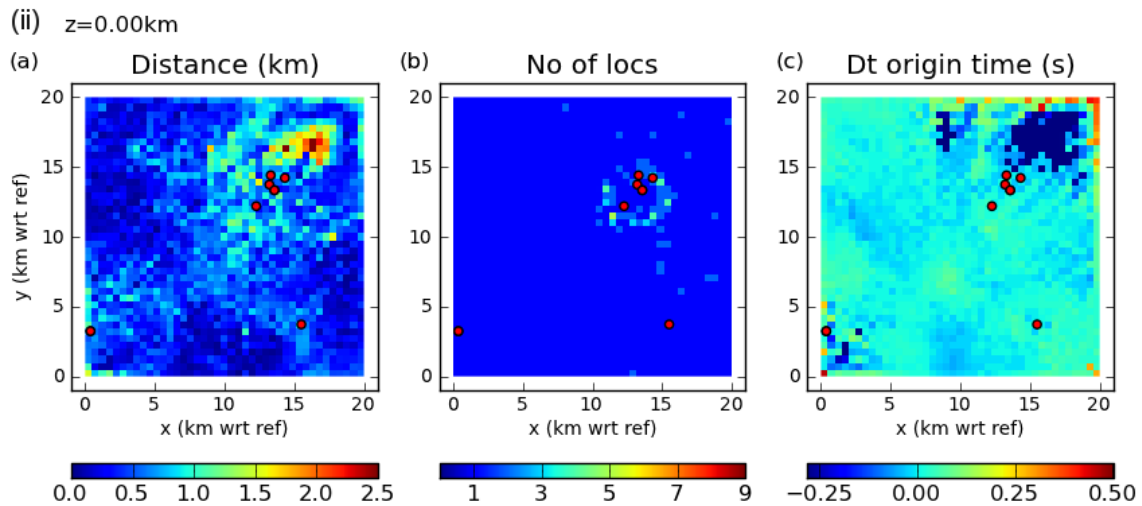 (ii) z=0.00km
(a) Distance (km)
(b) No of locs
(c) Dt origin time (s)
y (km wrt ref)
20
15
10
5
0
0 5 10 15 20
x (km wrt ref)
0.0 0.5 1.0 1.5 2.0 2.5
20
15
10
5
0
0 5 10 15 20
x (km wrt ref)
1 3 5 7 9
20
15
10
5
0
0 5 10 15 20
x (km wrt ref)
−0.25 0.00 0.25 0.50